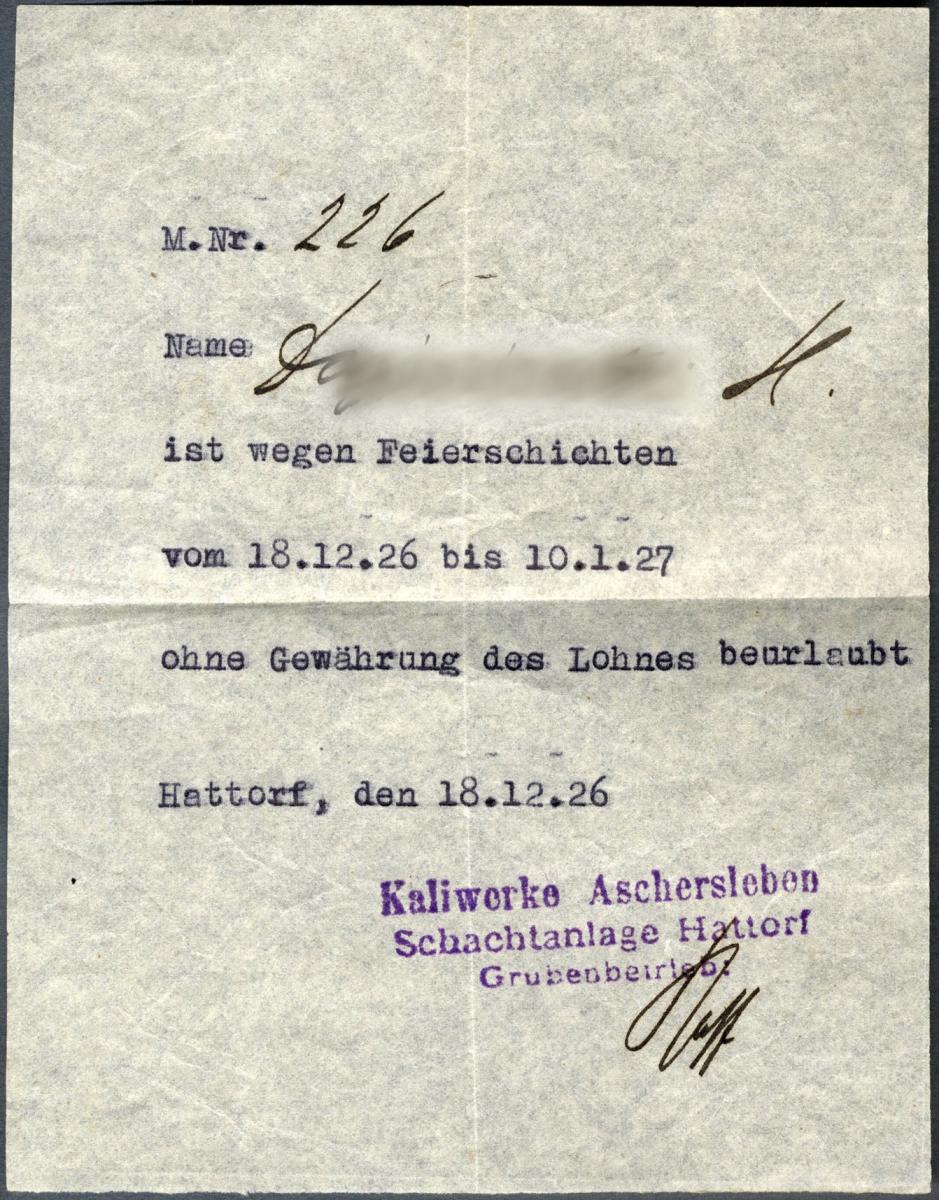 M.Nr. 226
Name H.
ist wegen Feierschichten
vom 18.12.26 bis 10.1.27
ohne Gewährung des Lohnes beurlaubt
Hattorf, den 18.12.26
Kaliwerke Aschersleben
Schachtanlage Hattorf
Grubenbetrieb: